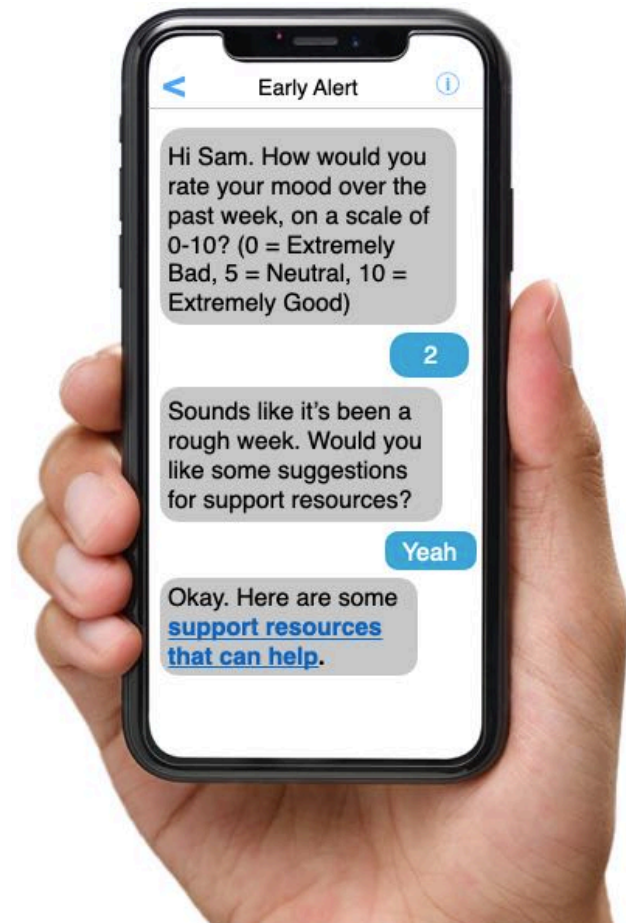 <
Early Alert
i
Hi Sam. How would you
rate your mood over the
past week, on a scale of
0-10? (0 = Extremely
Bad, 5 = Neutral, 10 =
Extremely Good)
2
Sounds like it’s been a
rough week. Would you
like some suggestions
for support resources?
Yeah
Okay. Here are some
support resources
that can help.